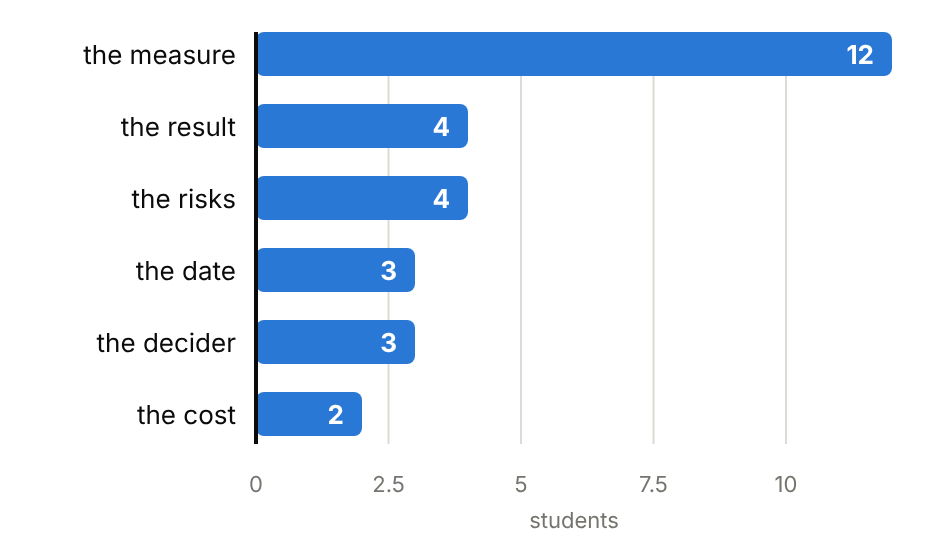 the measure 12
the result 4
the risks 4
the date 3
the decider 3
the cost 2
0 2.5 5 7.5 10
students